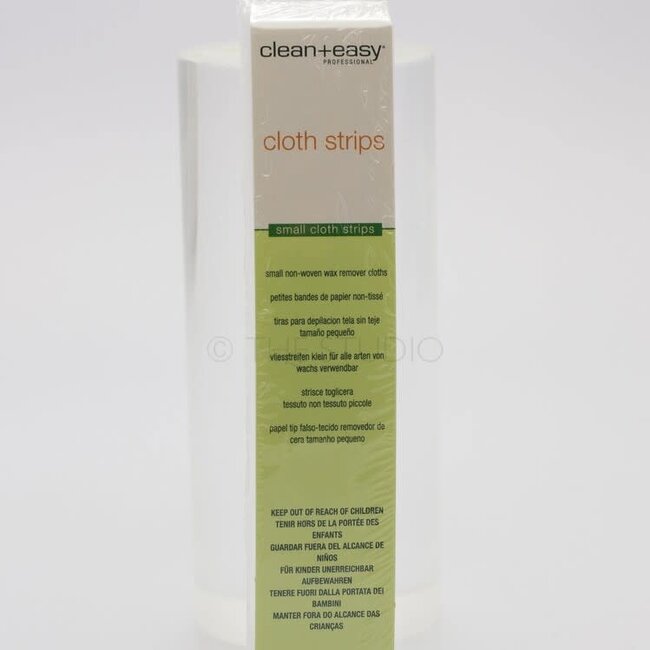 clean+easy®
PROFESSIONAL
cloth strips
small cloth strips
small non-woven wax remover cloths
petites bandes de papier non-tissé
tiras para depilacion tela sin teje
tamaño pequeño
© THE STUDIO
vliesstreifen klein für alle arten von
wachs verwendbar
strisce toglicera
tessuto non tessuto piccole
papel tip falso-tecido removedor de
cera tamanho pequeno
KEEP OUT OF REACH OF CHILDREN
TENIR HORS DE LA PORTÉE DES
ENFANTS
GUARDAR FUERA DEL ALCANCE DE
NIÑOS
FÜR KINDER UNERREICHBAR
AUFBEWAHREN
TENERE FUORI DALLA PORTATA DEI
BAMBINI
MANTER FORA DO ALCANCE DAS
CRIANÇAS